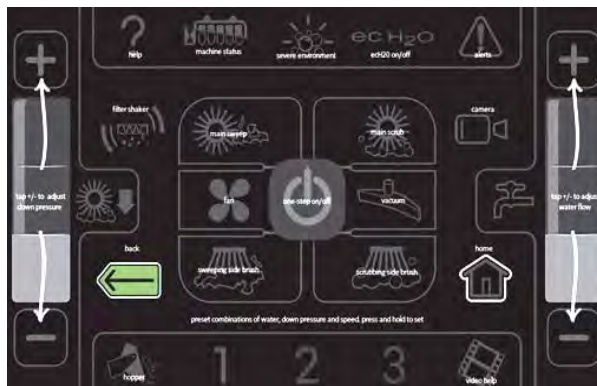 ecH₂O
help
machine status
severe environment
ecH20 on/off
alerts
filter shaker
camera
main sweep
main scrub
tap +/- to adjust
down pressure
fan
one-step on/off
vacuum
tap +/- to adjust
water flow
back
home
sweeping side brush
scrubbing side brush
preset combinations of water, down pressure and speed. press and hold to set
1 2 3
hopper
video help